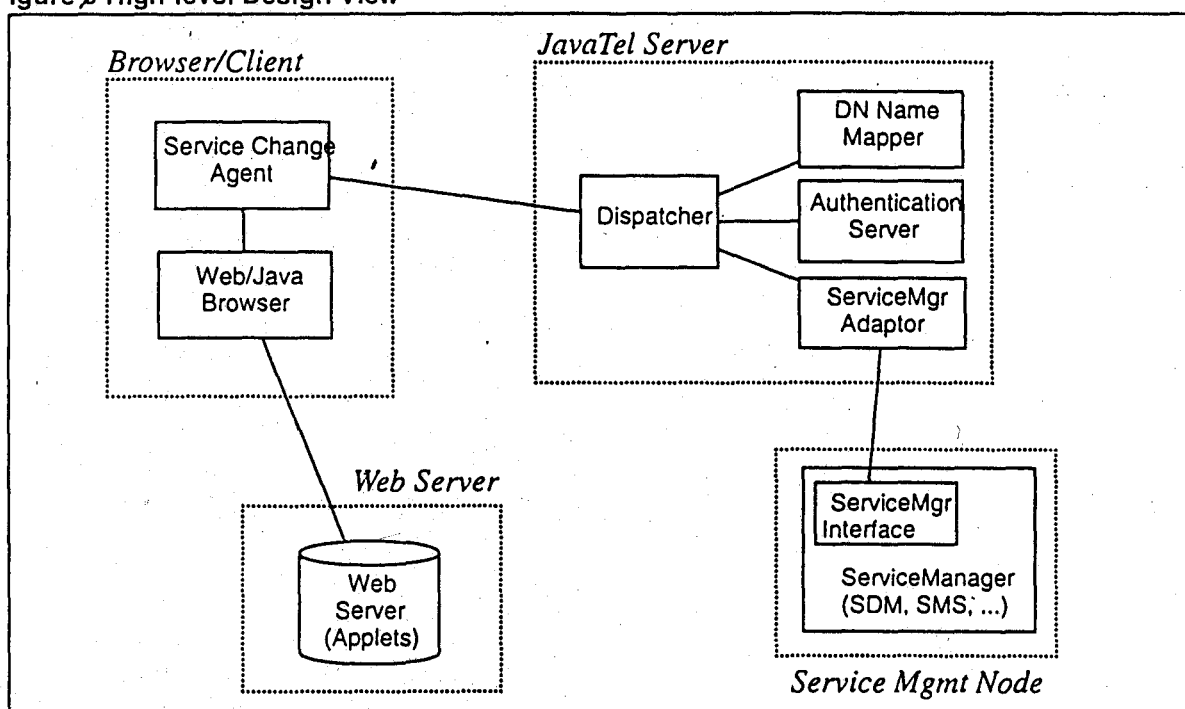 High-level Design View
Browser/Client
Service Change
Agent
Web/Java
Browser
JavaTel Server
Dispatcher
DN Name
Mapper
Authentication
Server
ServiceMgr
Adaptor
Web Server
Web
Server
(Applets)
ServiceMgr
Interface
ServiceManager
(SDM, SMS, ...)
Service Mgmt Node